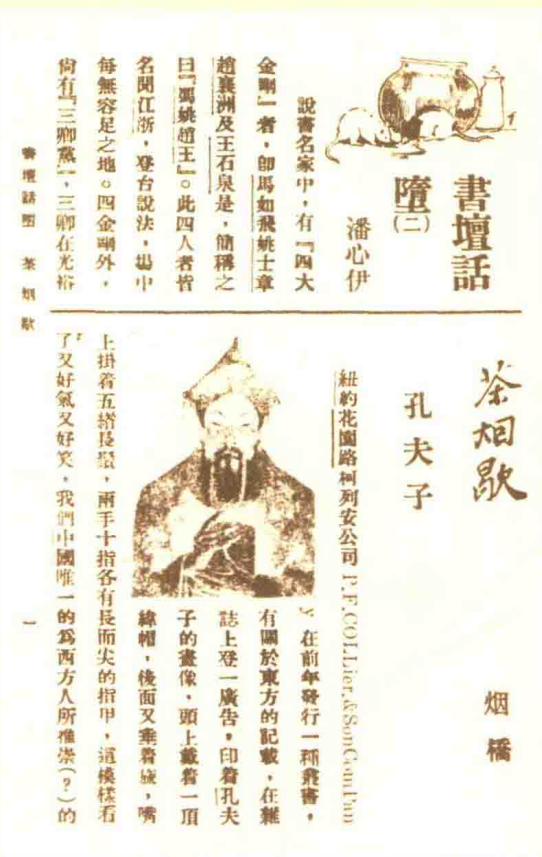 書壇話
墮(二)
潘心伊
說書名家中，有『四大
金剛』者，卽馬如飛姚士章
趙襄洲及王石泉是，簡稱之
曰『馬姚趙王』。此四人者皆
名聞江浙，登台說法，場中
每無容足之地。四金剛外，
尙有『三卿黨』，三卿在光裕
茶烟歇
烟橋
孔夫子
紐約花園路柯列安公司 P.F.COLLier,&SonComPan
y 在前年發行一種叢書，
有關於東方的記載，在雜
誌上登一廣告，印着孔夫
子的畫像，頭上戴着一頂
緯帽，後面又垂着辮，嘴
上掛着五綹長鬚，兩手十指各有長而尖的指甲，這模樣看
了又好氣又好笑，我們中國唯一的爲西方人所推崇(？)的
書壇話墮 茶烟歇
一